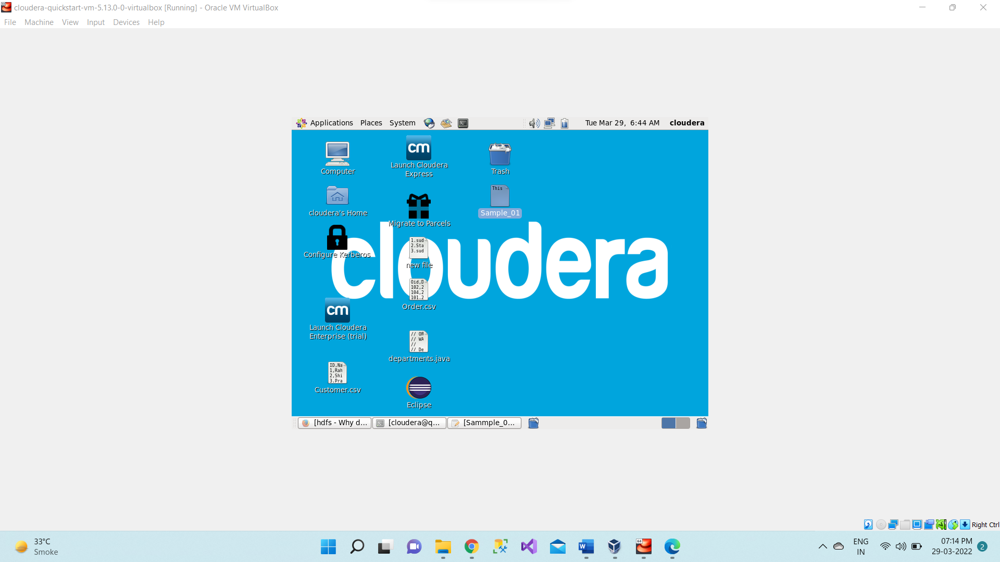 cloudera-quickstart-vm-5.13.0-0-virtualbox [Running] - Oracle VM VirtualBox
File Machine View Input Devices Help
Applications Places System Tue Mar 29, 6:44 AM cloudera
Computer
Launch Cloudera
Express
Trash
cloudera's Home
Migrate to Parcels
This
Sample_01
Configure Kerberos
1.sud
2.Sta
3.sud
new file
cloudera
Oid,D
102,2
104,2
101.2
Order.csv
cm
cm
Launch Cloudera
Enterprise (trial)
// OR
// WA
//
// De
departments.java
ID,Na
1,Rah
2,Shi
3.Pra
Customer.csv
Eclipse
[hdfs - Why d... [cloudera@q... [Sammple_0...
Right Ctrl
33°C
Smoke
64
ENG
IN
07:14 PM
29-03-2022
2